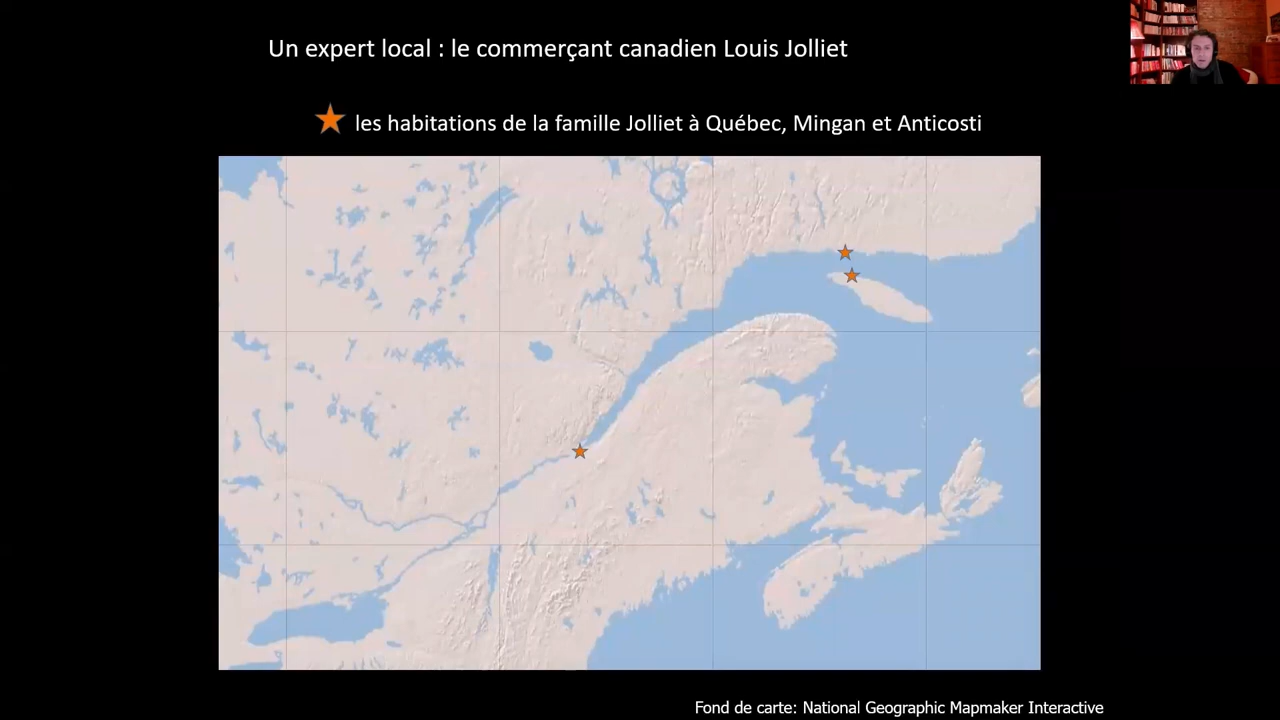 Un expert local : le commerçant canadien Louis Jolliet
les habitations de la famille Jolliet à Québec, Mingan et Anticosti
Fond de carte: National Geographic Mapmaker Interactive